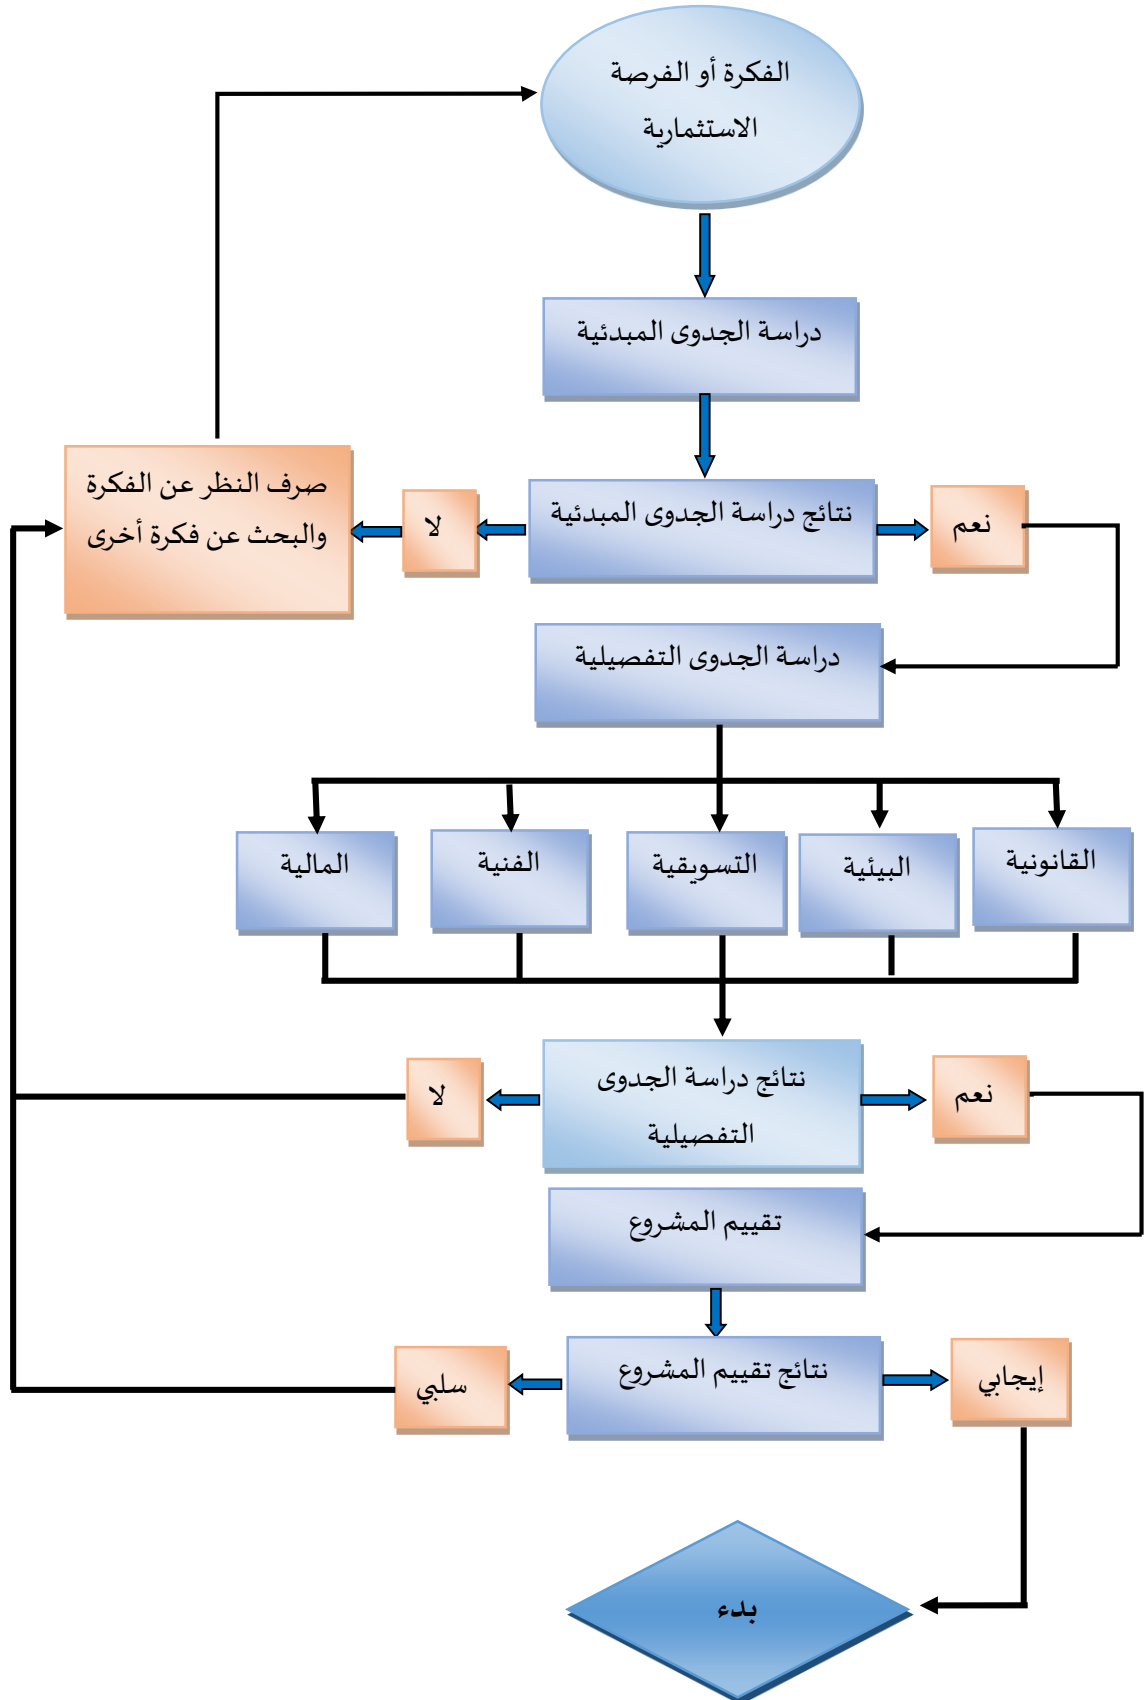 الفكرة أو الفرصة
الاستثمارية
دراسة الجدوى المبدئية
نعم
نتائج دراسة الجدوى المبدئية
لا
صرف النظر عن الفكرة
والبحث عن فكرة أخرى
دراسة الجدوى التفصيلية
القانونية
البيئية
التسويقية
الفنية
المالية
نعم
نتائج دراسة الجدوى
التفصيلية
لا
تقييم المشروع
إيجابي
نتائج تقييم المشروع
سلبي
بدء